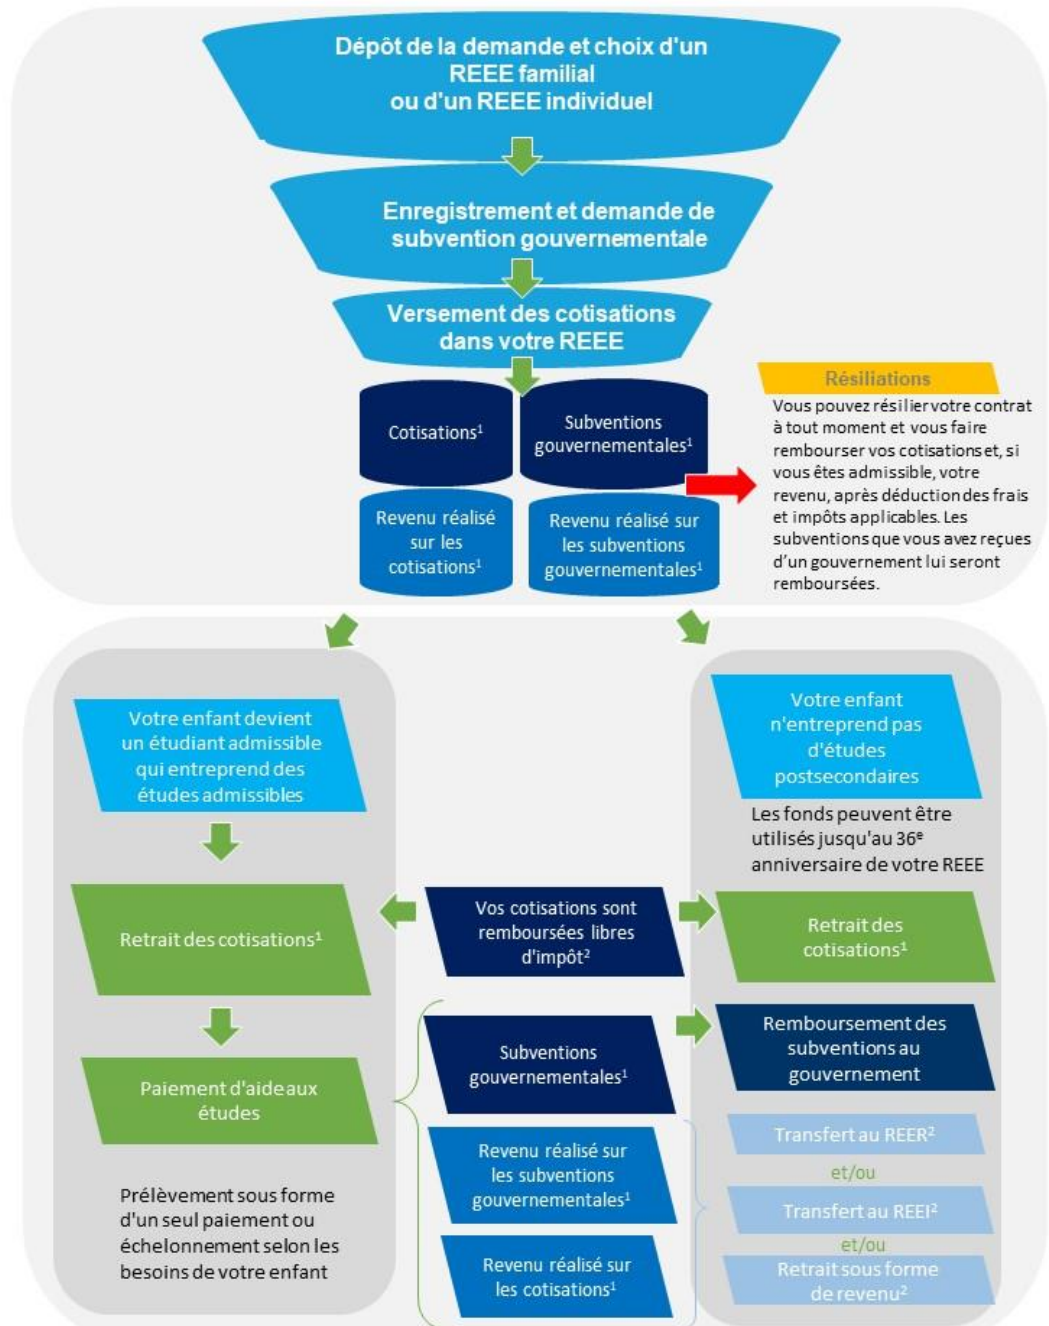 Dépôt de la demande et choix d'un
REEE familial
ou d'un REEE individuel
Enregistrement et demande de
subvention gouvernementale
Versement des cotisations
dans votre REEE
Cotisations¹
Subventions
gouvernementales¹
Revenu réalisé
sur les
cotisations¹
Revenu réalisé sur
les subventions
gouvernementales¹
Résiliations
Vous pouvez résilier votre contrat
à tout moment et vous faire
rembourser vos cotisations et, si
vous êtes admissible, votre
revenu, après déduction des frais
et impôts applicables. Les
subventions que vous avez reçues
d'un gouvernement lui seront
remboursées.
Votre enfant devient
un étudiant admissible
qui entreprend des
études admissibles
Retrait des cotisations¹
Paiement d'aide aux
études
Prélèvement sous forme
d'un seul paiement ou
échelonnement selon les
besoins de votre enfant
Vos cotisations sont
remboursées libres
d'impôt²
Subventions
gouvernementales¹
Revenu réalisé sur
les subventions
gouvernementales¹
Revenu réalisé sur
les cotisations¹
Votre enfant
n'entreprend pas
d'études
postsecondaires
Les fonds peuvent être
utilisés jusqu'au 36ᵉ
anniversaire de votre REEE
Retrait des
cotisations¹
Remboursement des
subventions au
gouvernement
Transfert au REER²
et/ou
Transfert au REEI²
et/ou
Retrait sous forme
de revenu²